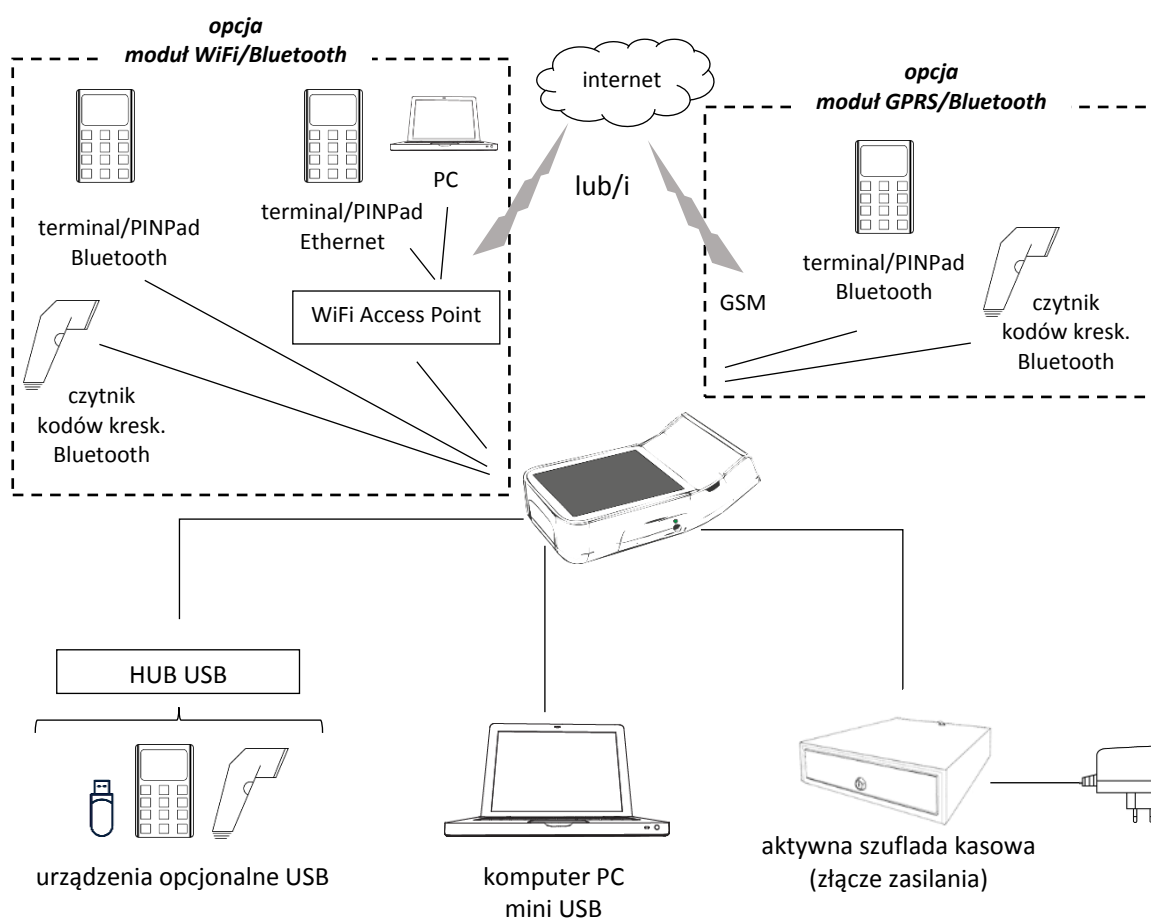 opcja
moduł WiFi/Bluetooth
internet
opcja
moduł GPRS/Bluetooth
PC
lub/i
terminal/PINPad
Bluetooth
terminal/PINPad
Ethernet
terminal/PINPad
Bluetooth
WiFi Access Point
GSM
czytnik
kodów kresk.
Bluetooth
czytnik
kodów kresk.
Bluetooth
HUB USB
urządzenia opcjonalne USB
komputer PC
mini USB
aktywna szuflada kasowa
(złącze zasilania)